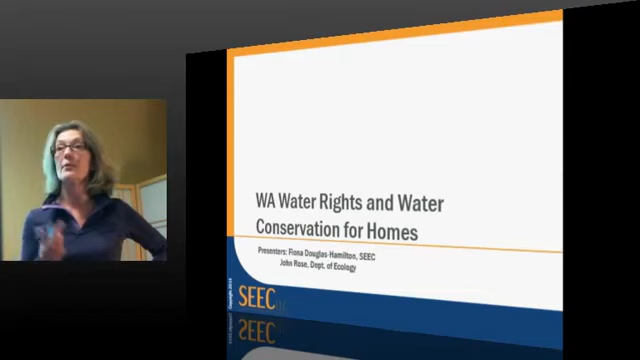 WA Water Rights and Water
Conservation for Homes
Presenters: Fiona Douglas-Hamilton, SEEC
John Rose, Dept. of Ecology
SEEC